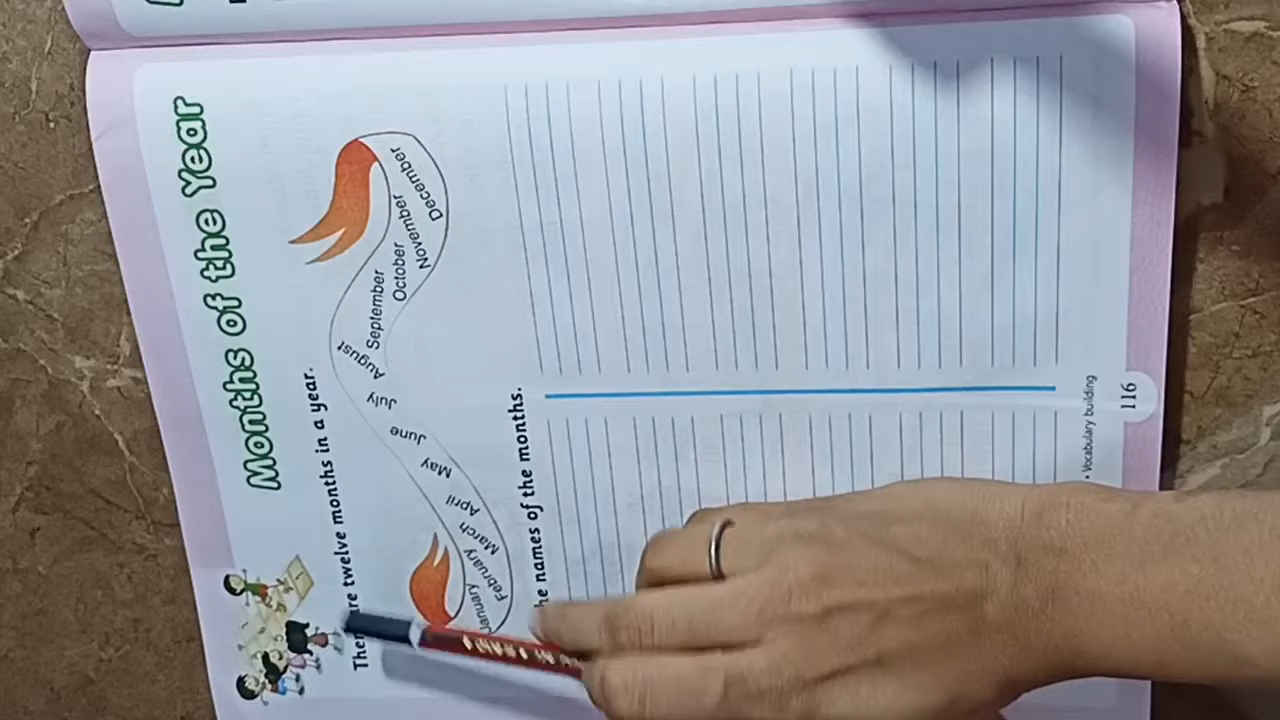 Months of the Year
There are twelve months in a year.
January
February
March
April
May
June
July
August
September
October
November
December
the names of the months.
• Vocabulary building
116